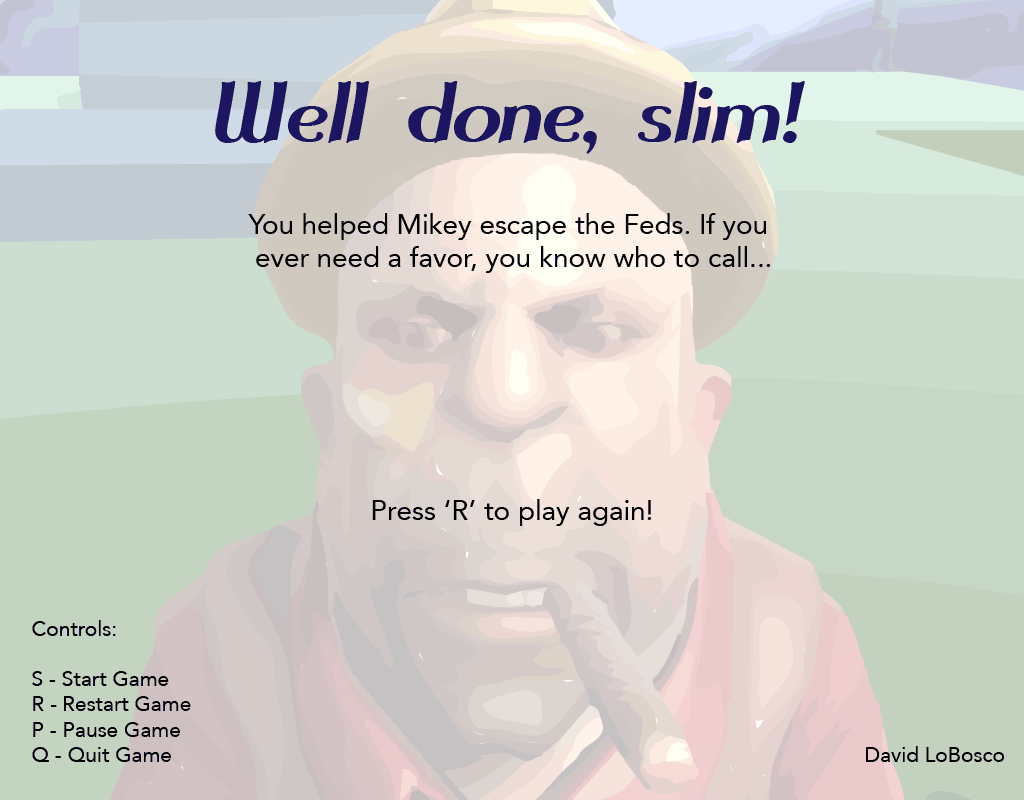 Well done, slim!
You helped Mikey escape the Feds. If you
ever need a favor, you know who to call...
Press ‘R’ to play again!
Controls:
S - Start Game
R - Restart Game
P - Pause Game
Q - Quit Game
David LoBosco